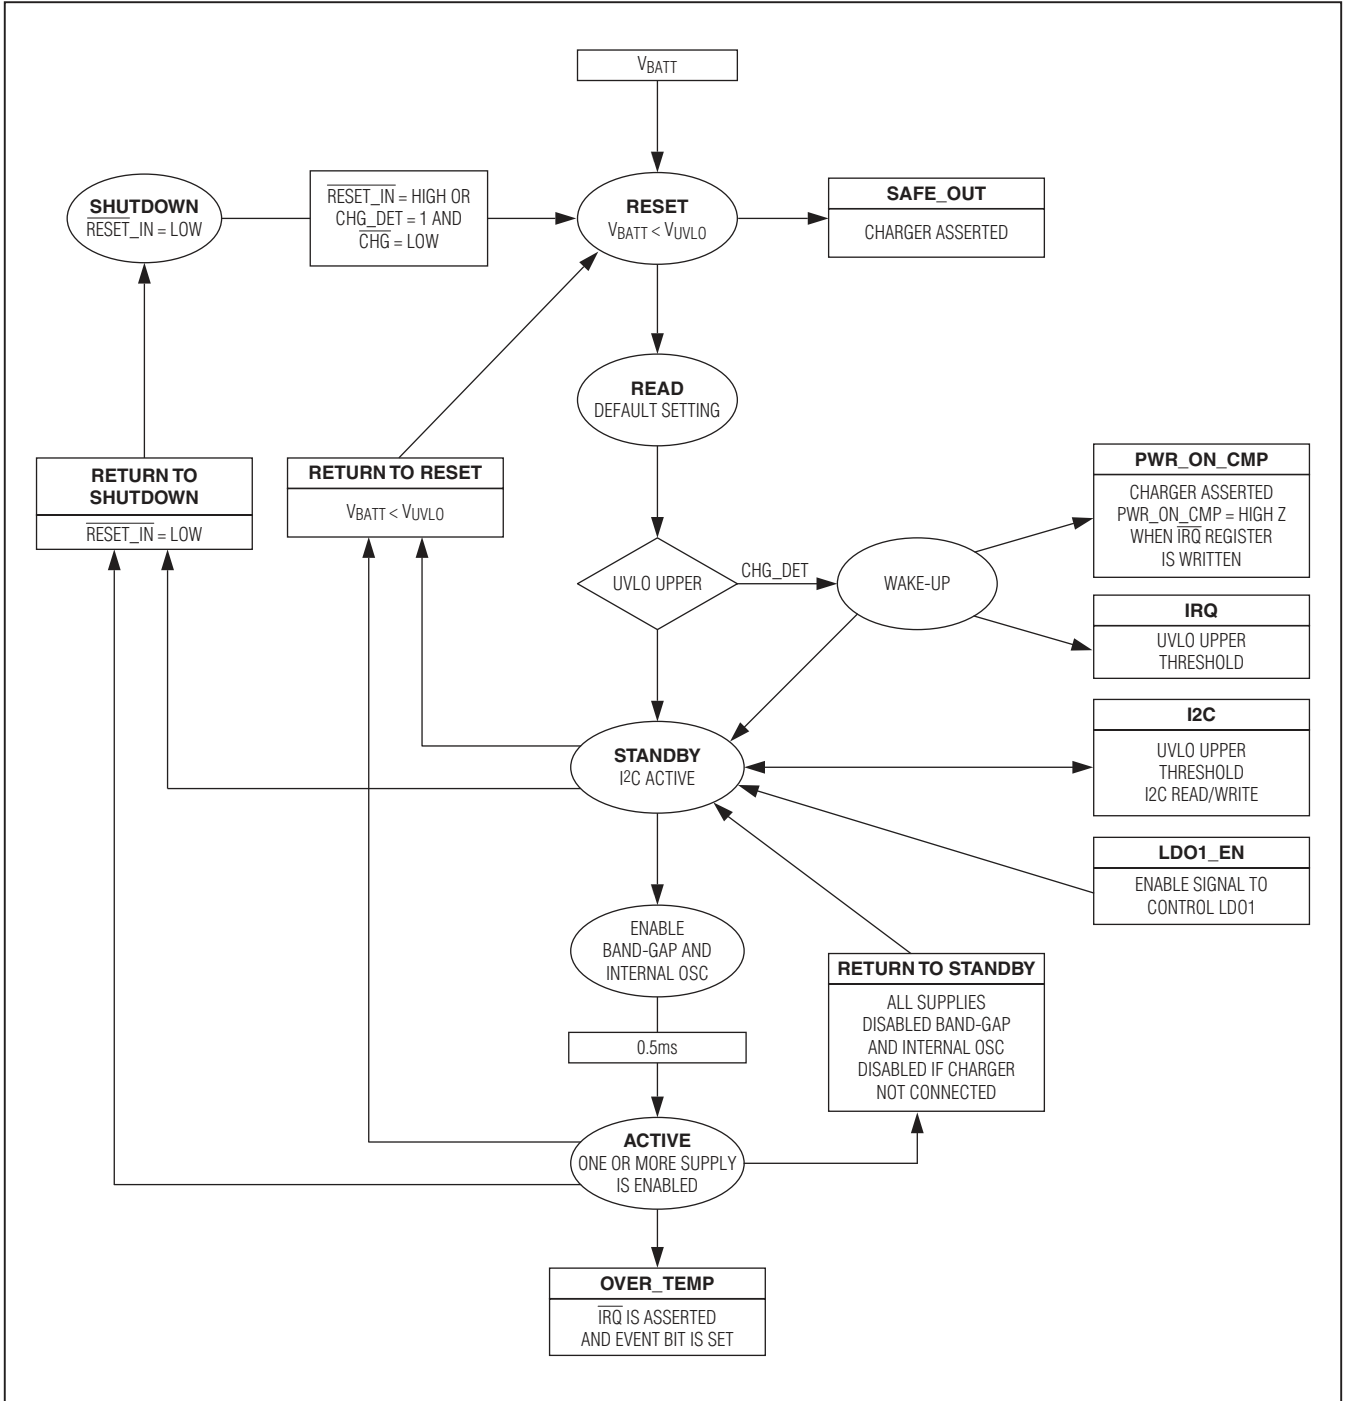 VBATT
SHUTDOWN
RESET_IN = LOW
RESET_IN = HIGH OR
CHG_DET = 1 AND
CHG = LOW
RESET
VBATT < VUVLO
SAFE_OUT
CHARGER ASSERTED
READ
DEFAULT SETTING
RETURN TO
SHUTDOWN
RESET_IN = LOW
RETURN TO RESET
VBATT < VUVLO
UVLO UPPER
CHG_DET
WAKE-UP
PWR_ON_CMP
CHARGER ASSERTED
PWR_ON_CMP = HIGH Z
WHEN IRQ REGISTER
IS WRITTEN
IRQ
UVLO UPPER
THRESHOLD
STANDBY
I2C ACTIVE
I2C
UVLO UPPER
THRESHOLD
I2C READ/WRITE
LDO1_EN
ENABLE SIGNAL TO
CONTROL LDO1
ENABLE
BAND-GAP AND
INTERNAL OSC
RETURN TO STANDBY
ALL SUPPLIES
DISABLED BAND-GAP
AND INTERNAL OSC
DISABLED IF CHARGER
NOT CONNECTED
0.5ms
ACTIVE
ONE OR MORE SUPPLY
IS ENABLED
OVER_TEMP
IRQ IS ASSERTED
AND EVENT BIT IS SET